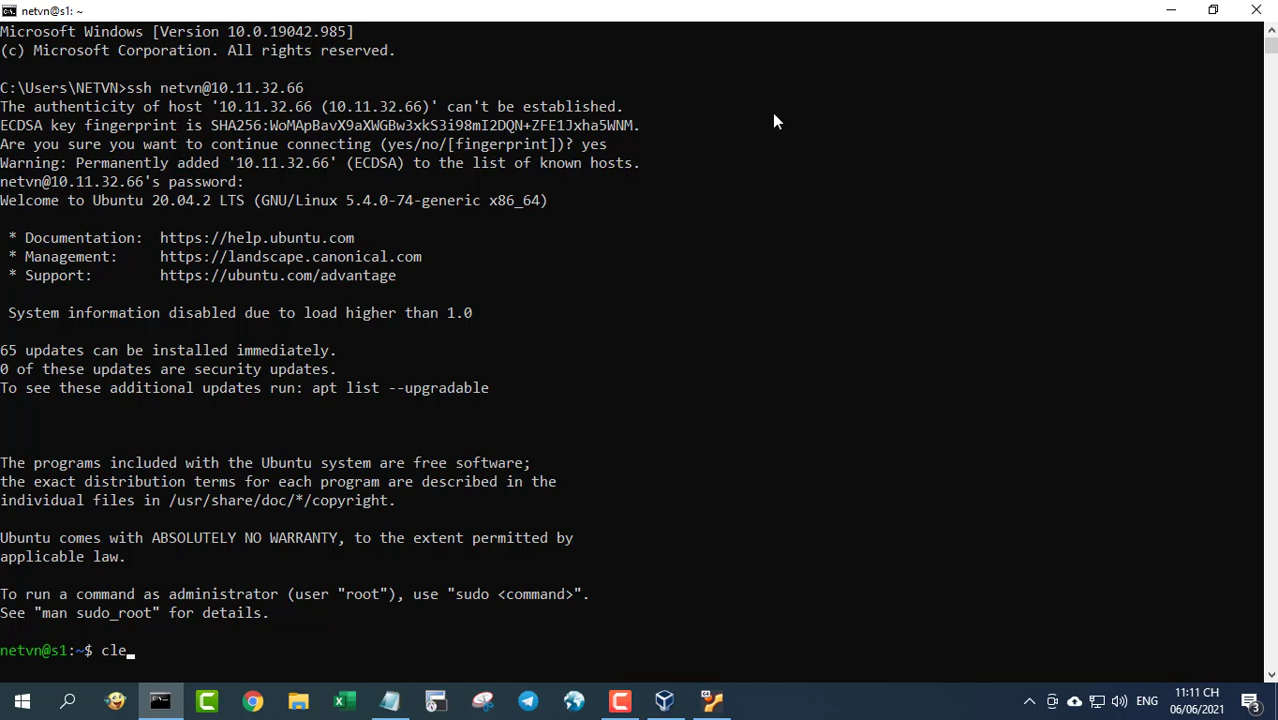 netvn@s1: ~
Microsoft Windows [Version 10.0.19042.985]
(c) Microsoft Corporation. All rights reserved.
C:\Users\NETVN>ssh netvn@10.11.32.66
The authenticity of host '10.11.32.66 (10.11.32.66)' can't be established.
ECDSA key fingerprint is SHA256:WoMApBavX9aXWGBw3xkS3i98mI2DQN+ZFE1Jxha5WNM.
Are you sure you want to continue connecting (yes/no/[fingerprint])? yes
Warning: Permanently added '10.11.32.66' (ECDSA) to the list of known hosts.
netvn@10.11.32.66's password:
Welcome to Ubuntu 20.04.2 LTS (GNU/Linux 5.4.0-74-generic x86_64)
* Documentation:  https://help.ubuntu.com
* Management:     https://landscape.canonical.com
* Support:        https://ubuntu.com/advantage
System information disabled due to load higher than 1.0
65 updates can be installed immediately.
0 of these updates are security updates.
To see these additional updates run: apt list --upgradable
The programs included with the Ubuntu system are free software;
the exact distribution terms for each program are described in the
individual files in /usr/share/doc/*/copyright.
Ubuntu comes with ABSOLUTELY NO WARRANTY, to the extent permitted by
applicable law.
To run a command as administrator (user "root"), use "sudo <command>".
See "man sudo_root" for details.
netvn@s1:~$ cle_
ENG
11:11 CH
06/06/2021
3